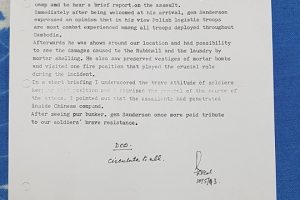 camp and to hear a brief report on the assault.
Immediately after being welcomed at his arrival, gen Sanderson
expressed an opinion that in his view Polish logistic troops
are most combat experienced among all troops deployed throughout
Cambodia.
Afterwards he was shown around our location and had possibility
to see the damages caused to the Rubbhall and the laundry by
mortar shelling. He also saw preserved vestiges of mortar bombs
and visited one fire position that played the crucial role
during the incident.
In a short briefing I underscored the brave attitude of soldiers
the course of the
attack. I pointed out that the assailants had penetrated
inside Chinese compund.
After seeing our bunker, gen Sanderson once more paid tribute
to our soldiers' brave resistance.
DCO.
circulate to all.